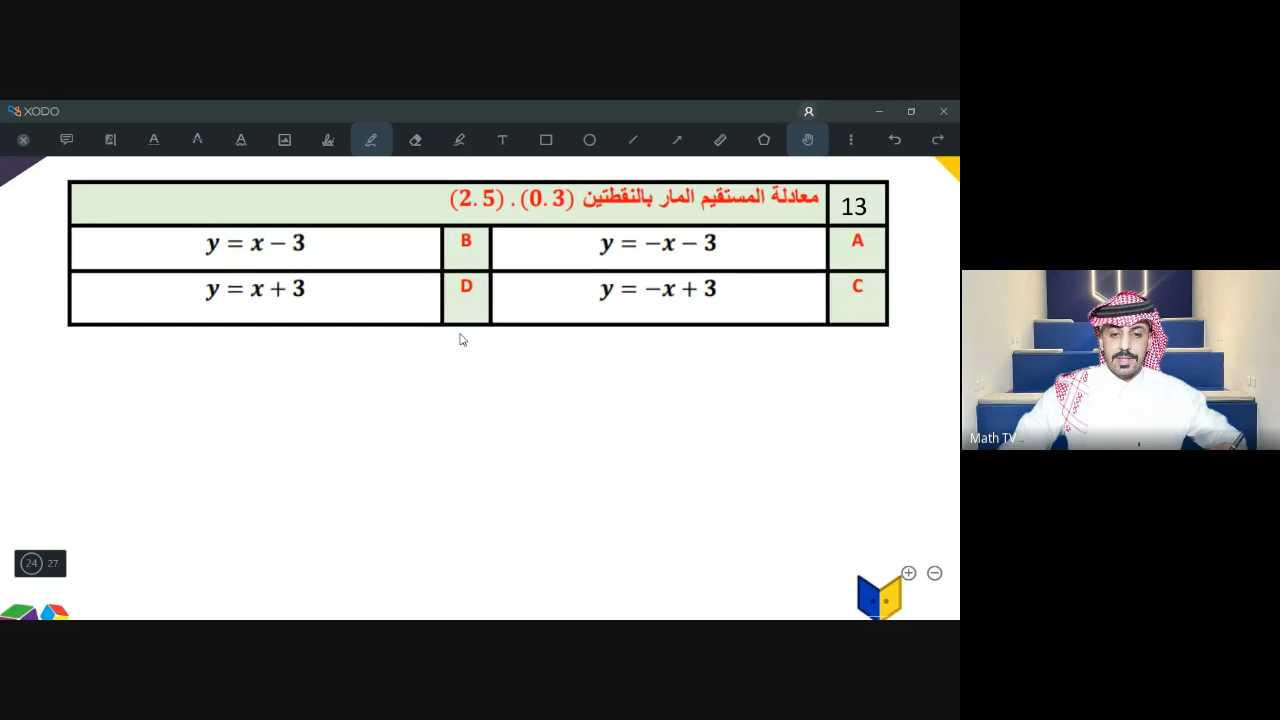 XODO
13 معادلة المستقيم المار بالنقطتين (0.3) . (2.5)
A y = −x − 3 B y = x − 3
C y = −x + 3 D y = x + 3
Math TV
24 27